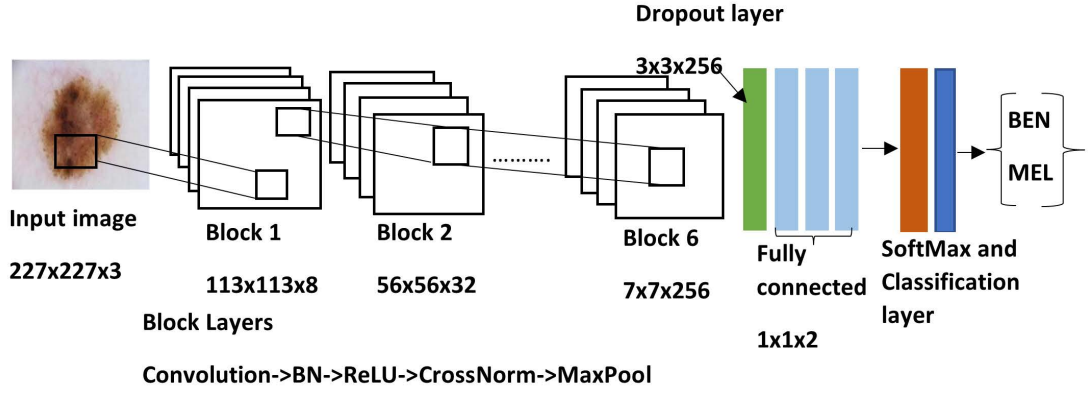 Dropout layer
3x3x256
Input image
227x227x3
Block 1
113x113x8
Block 2
56x56x32
..........
Block 6
7x7x256
Fully
connected
1x1x2
SoftMax and
Classification
layer
BEN
MEL
Block Layers
Convolution->BN->ReLU->CrossNorm->MaxPool